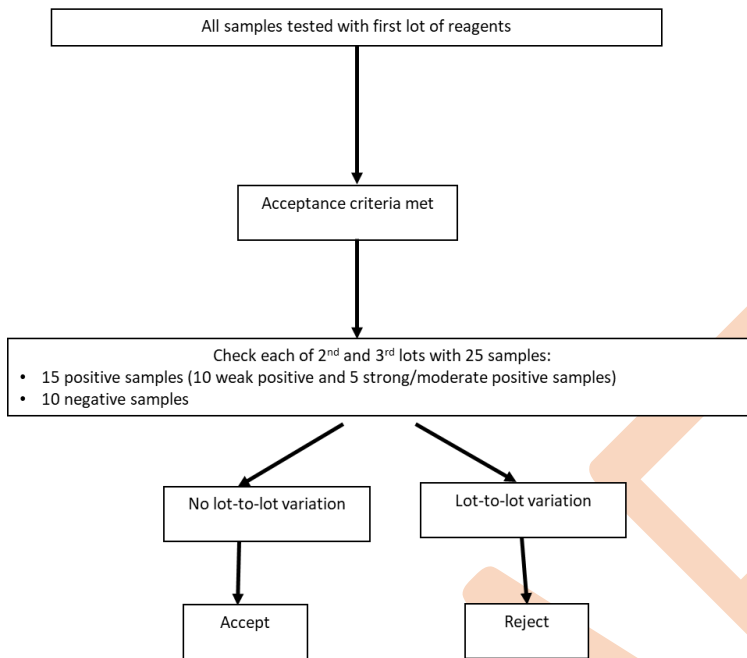 All samples tested with first lot of reagents
Acceptance criteria met
Check each of 2nd and 3rd lots with 25 samples:
• 15 positive samples (10 weak positive and 5 strong/moderate positive samples)
• 10 negative samples
No lot-to-lot variation
Lot-to-lot variation
Accept
Reject